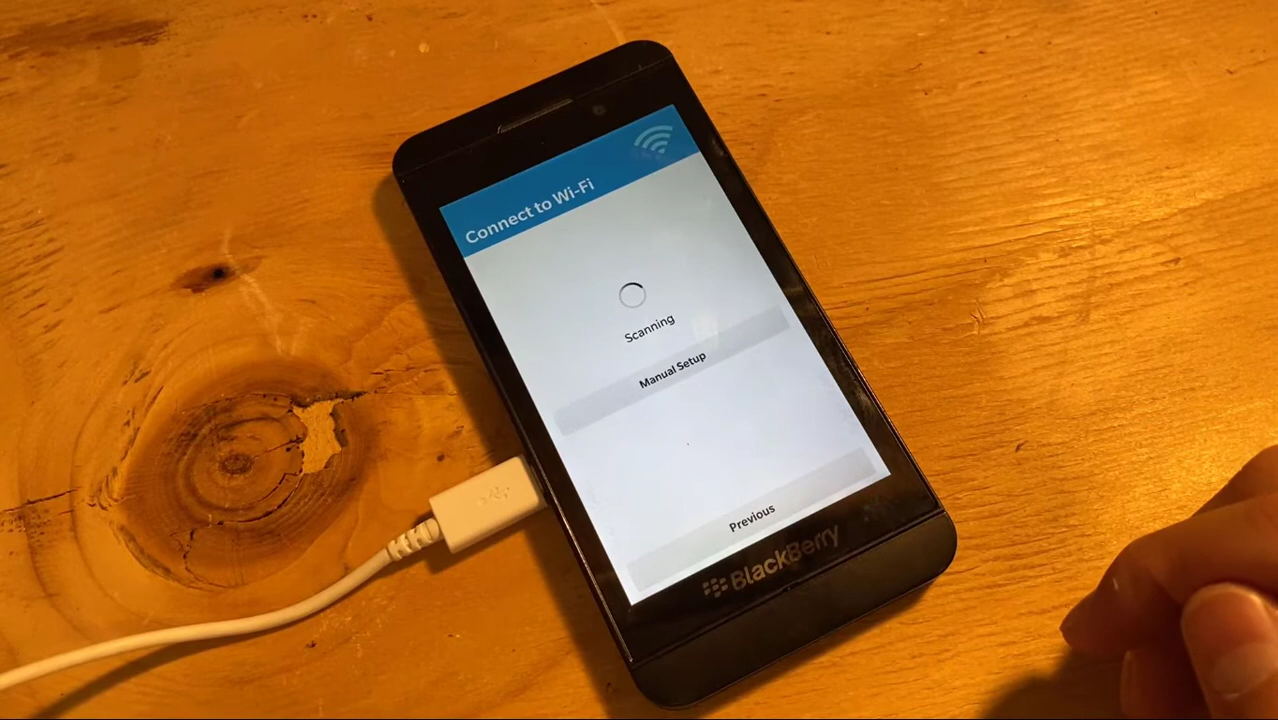 Connect to Wi-Fi
Scanning
Manual Setup
Previous
BlackBerry